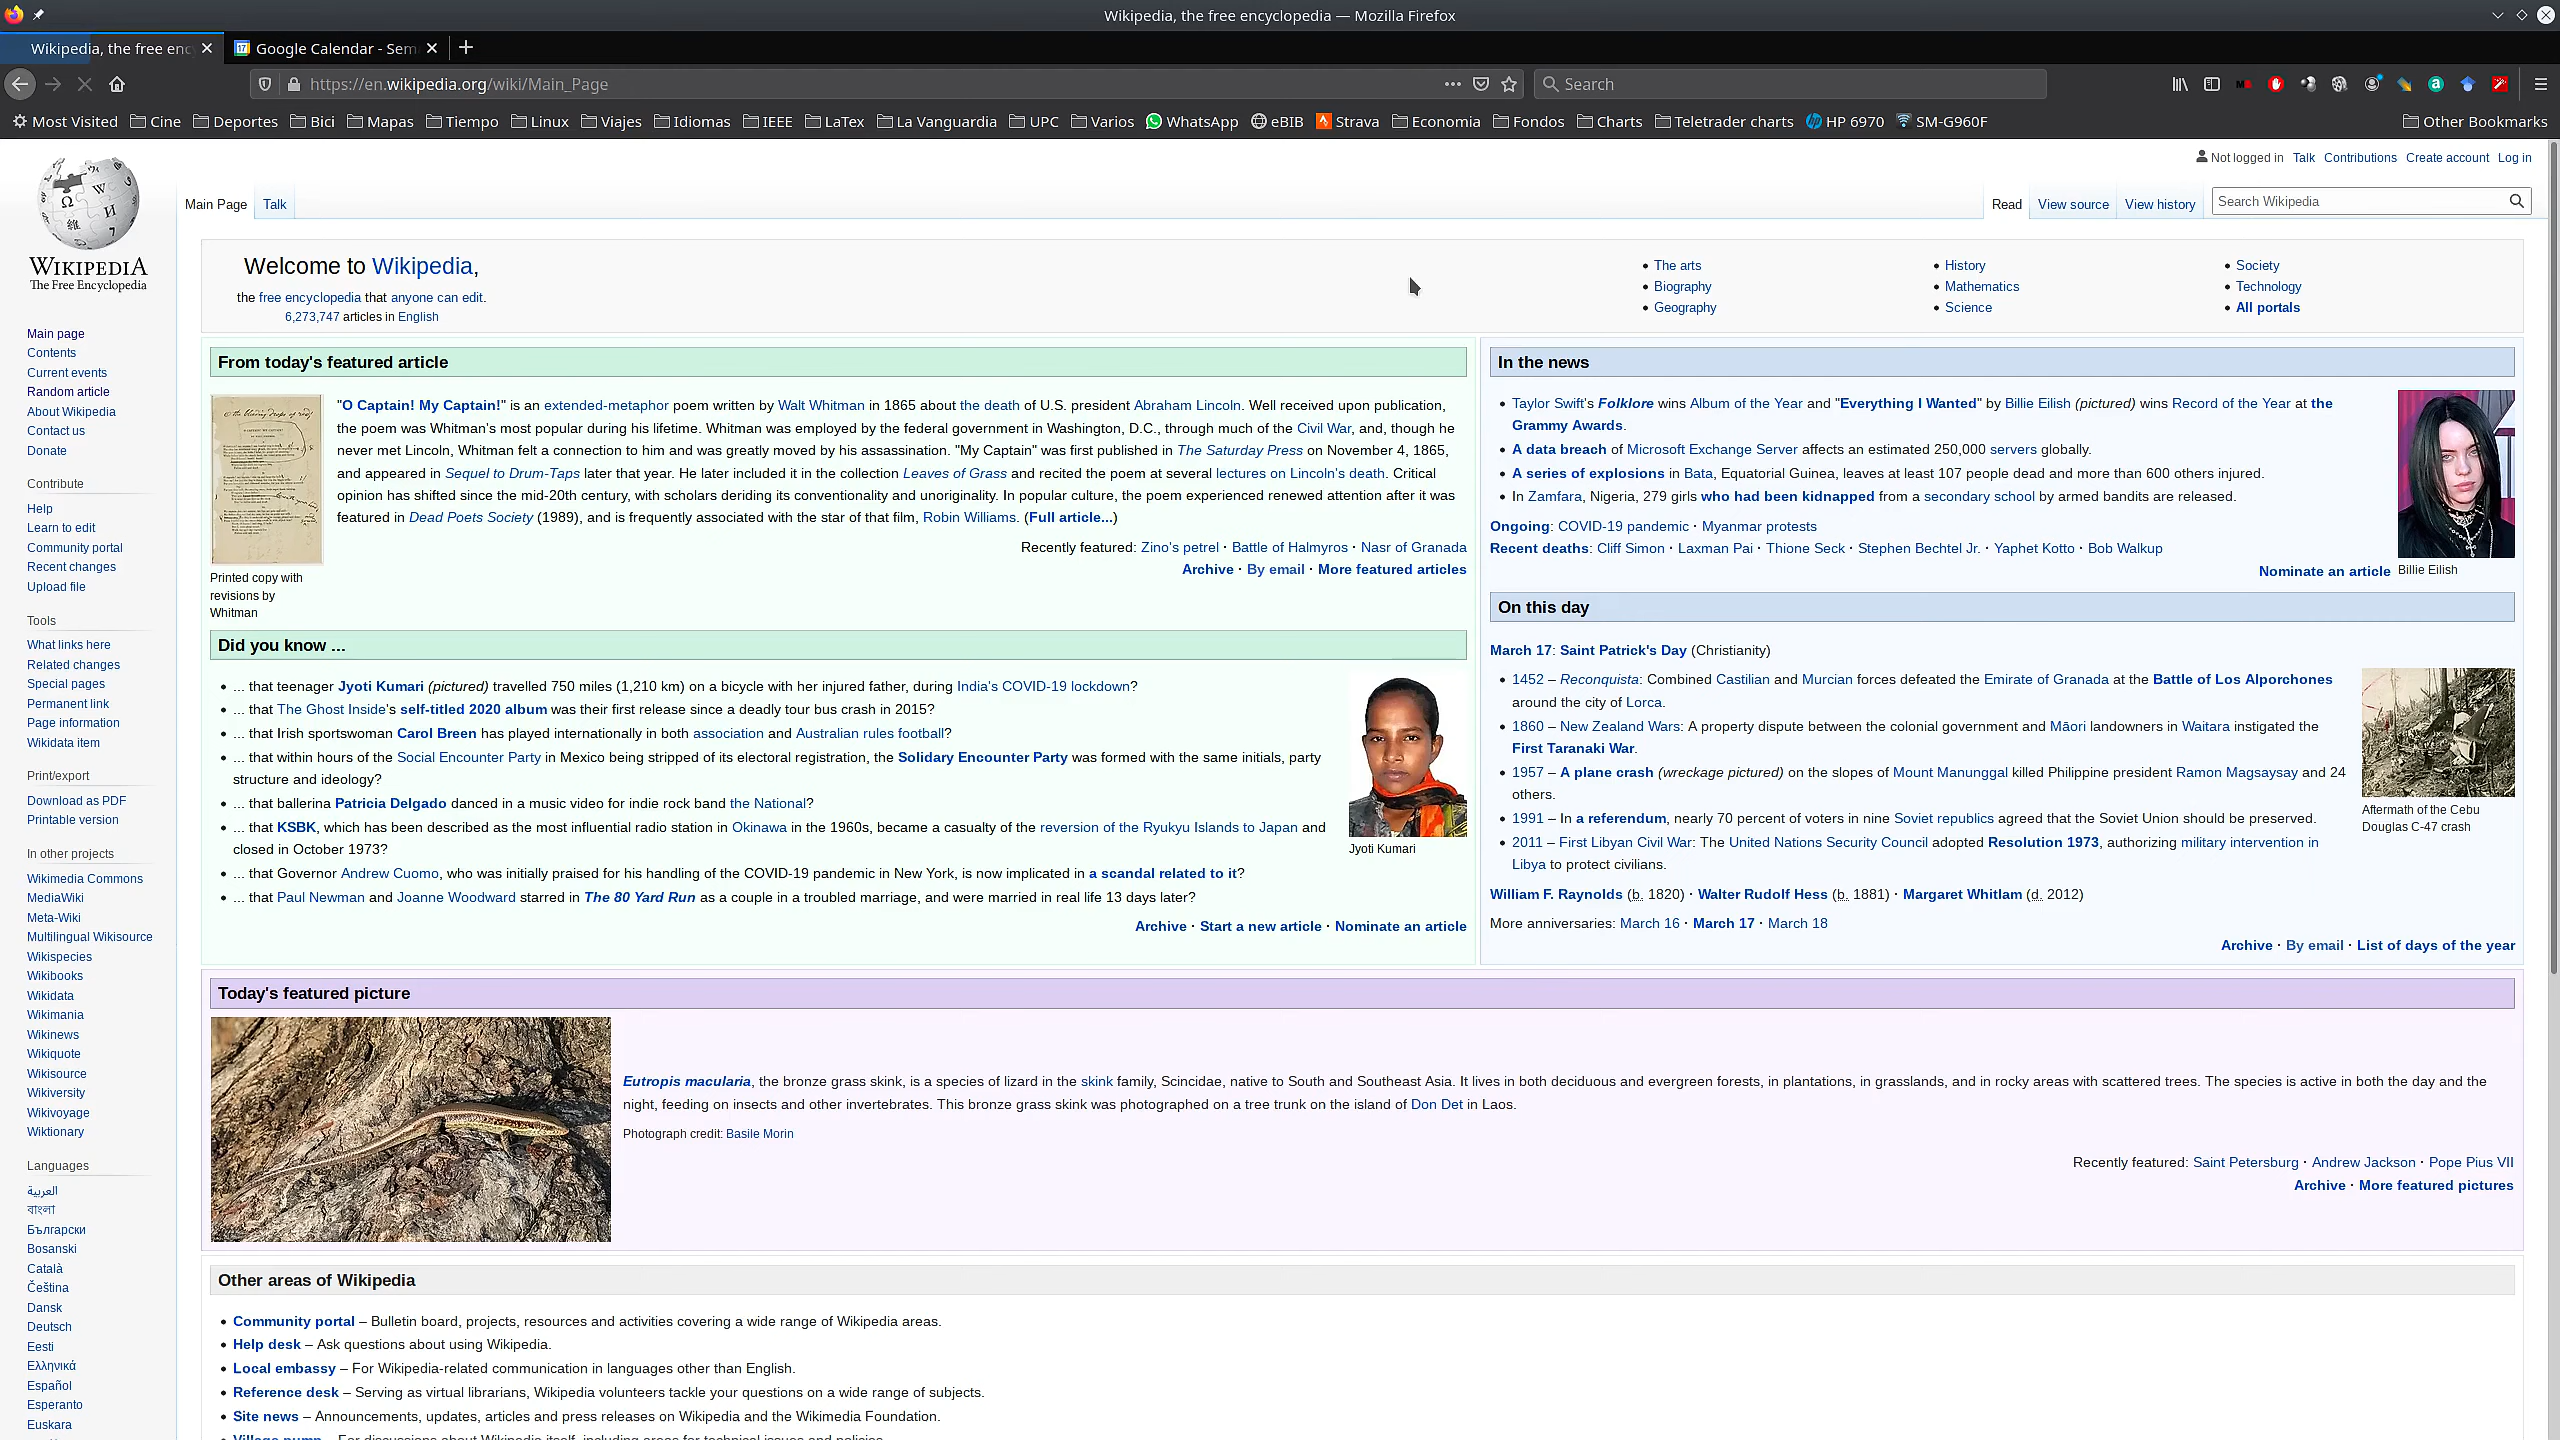 Wikipedia, the free encyclopedia — Mozilla Firefox
Wikipedia, the free enc
Google Calendar - Sem
https://en.wikipedia.org/wiki/Main_Page
Search
Most Visited Cine Deportes Bici Mapas Tiempo Linux Viajes Idiomas IEEE LaTex La Vanguardia UPC Varios WhatsApp eBIB Strava Economia Fondos Charts Teletrader charts HP 6970 SM-G960F Other Bookmarks
Not logged in Talk Contributions Create account Log in
Main Page Talk
Read View source View history Search Wikipedia
WIKIPEDIA
The Free Encyclopedia
Main page
Contents
Current events
Random article
About Wikipedia
Contact us
Donate
Contribute
Help
Learn to edit
Community portal
Recent changes
Upload file
Tools
What links here
Related changes
Special pages
Permanent link
Page information
Wikidata item
Print/export
Download as PDF
Printable version
In other projects
Wikimedia Commons
MediaWiki
Meta-Wiki
Multilingual Wikisource
Wikispecies
Wikibooks
Wikidata
Wikimania
Wikinews
Wikiquote
Wikisource
Wikiversity
Wikivoyage
Wiktionary
Languages
العربية
বাংলা
Български
Bosanski
Català
Čeština
Dansk
Deutsch
Eesti
Ελληνικά
Español
Esperanto
Euskara
Welcome to Wikipedia,
the free encyclopedia that anyone can edit.
6,273,747 articles in English
The arts
Biography
Geography
History
Mathematics
Science
Society
Technology
All portals
From today's featured article
"O Captain! My Captain!" is an extended-metaphor poem written by Walt Whitman in 1865 about the death of U.S. president Abraham Lincoln. Well received upon publication,
the poem was Whitman's most popular during his lifetime. Whitman was employed by the federal government in Washington, D.C., through much of the Civil War, and, though he
never met Lincoln, Whitman felt a connection to him and was greatly moved by his assassination. "My Captain" was first published in The Saturday Press on November 4, 1865,
and appeared in Sequel to Drum-Taps later that year. He later included it in the collection Leaves of Grass and recited the poem at several lectures on Lincoln's death. Critical
opinion has shifted since the mid-20th century, with scholars deriding its conventionality and unoriginality. In popular culture, the poem experienced renewed attention after it was
featured in Dead Poets Society (1989), and is frequently associated with the star of that film, Robin Williams. (Full article...)
Printed copy with
revisions by
Whitman
Recently featured: Zino's petrel · Battle of Halmyros · Nasr of Granada
Archive · By email · More featured articles
Did you know ...
... that teenager Jyoti Kumari (pictured) travelled 750 miles (1,210 km) on a bicycle with her injured father, during India's COVID-19 lockdown?
... that The Ghost Inside's self-titled 2020 album was their first release since a deadly tour bus crash in 2015?
... that Irish sportswoman Carol Breen has played internationally in both association and Australian rules football?
... that within hours of the Social Encounter Party in Mexico being stripped of its electoral registration, the Solidary Encounter Party was formed with the same initials, party
structure and ideology?
... that ballerina Patricia Delgado danced in a music video for indie rock band the National?
... that KSBK, which has been described as the most influential radio station in Okinawa in the 1960s, became a casualty of the reversion of the Ryukyu Islands to Japan and
closed in October 1973?
... that Governor Andrew Cuomo, who was initially praised for his handling of the COVID-19 pandemic in New York, is now implicated in a scandal related to it?
... that Paul Newman and Joanne Woodward starred in The 80 Yard Run as a couple in a troubled marriage, and were married in real life 13 days later?
Jyoti Kumari
Archive · Start a new article · Nominate an article
In the news
Taylor Swift's Folklore wins Album of the Year and "Everything I Wanted" by Billie Eilish (pictured) wins Record of the Year at the
Grammy Awards.
A data breach of Microsoft Exchange Server affects an estimated 250,000 servers globally.
A series of explosions in Bata, Equatorial Guinea, leaves at least 107 people dead and more than 600 others injured.
In Zamfara, Nigeria, 279 girls who had been kidnapped from a secondary school by armed bandits are released.
Ongoing: COVID-19 pandemic · Myanmar protests
Recent deaths: Cliff Simon · Laxman Pai · Thione Seck · Stephen Bechtel Jr. · Yaphet Kotto · Bob Walkup
Nominate an article
Billie Eilish
On this day
March 17: Saint Patrick's Day (Christianity)
1452 – Reconquista: Combined Castilian and Murcian forces defeated the Emirate of Granada at the Battle of Los Alporchones
around the city of Lorca.
1860 – New Zealand Wars: A property dispute between the colonial government and Māori landowners in Waitara instigated the
First Taranaki War.
1957 – A plane crash (wreckage pictured) on the slopes of Mount Manunggal killed Philippine president Ramon Magsaysay and 24
others.
1991 – In a referendum, nearly 70 percent of voters in nine Soviet republics agreed that the Soviet Union should be preserved.
2011 – First Libyan Civil War: The United Nations Security Council adopted Resolution 1973, authorizing military intervention in
Libya to protect civilians.
Aftermath of the Cebu
Douglas C-47 crash
William F. Raynolds (b. 1820) · Walter Rudolf Hess (b. 1881) · Margaret Whitlam (d. 2012)
More anniversaries: March 16 · March 17 · March 18
Archive · By email · List of days of the year
Today's featured picture
Eutropis macularia, the bronze grass skink, is a species of lizard in the skink family, Scincidae, native to South and Southeast Asia. It lives in both deciduous and evergreen forests, in plantations, in grasslands, and in rocky areas with scattered trees. The species is active in both the day and the
night, feeding on insects and other invertebrates. This bronze grass skink was photographed on a tree trunk on the island of Don Det in Laos.
Photograph credit: Basile Morin
Recently featured: Saint Petersburg · Andrew Jackson · Pope Pius VII
Archive · More featured pictures
Other areas of Wikipedia
Community portal – Bulletin board, projects, resources and activities covering a wide range of Wikipedia areas.
Help desk – Ask questions about using Wikipedia.
Local embassy – For Wikipedia-related communication in languages other than English.
Reference desk – Serving as virtual librarians, Wikipedia volunteers tackle your questions on a wide range of subjects.
Site news – Announcements, updates, articles and press releases on Wikipedia and the Wikimedia Foundation.
Village pump – For discussions about Wikipedia itself, including areas for technical issues and policies.